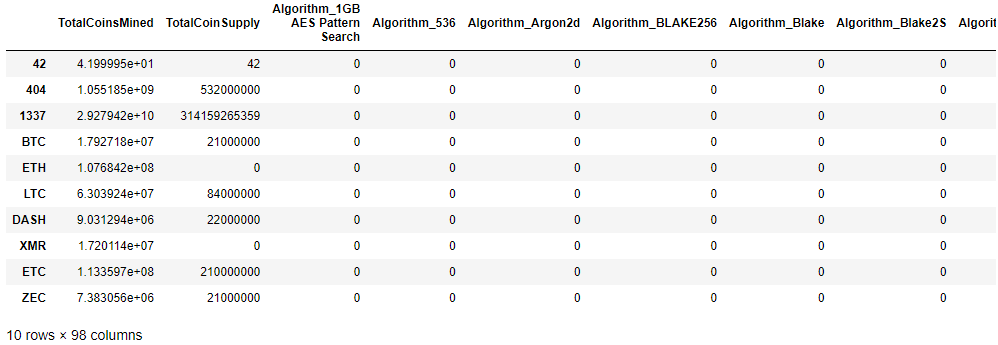 TotalCoinsMined TotalCoinSupply Algorithm_1GB AES Pattern Search Algorithm_536 Algorithm_Argon2d Algorithm_BLAKE256 Algorithm_Blake Algorithm_Blake2S Algorit
42 4.199995e+01 42 0 0 0 0 0 0
404 1.055185e+09 532000000 0 0 0 0 0 0
1337 2.927942e+10 314159265359 0 0 0 0 0 0
BTC 1.792718e+07 21000000 0 0 0 0 0 0
ETH 1.076842e+08 0 0 0 0 0 0 0
LTC 6.303924e+07 84000000 0 0 0 0 0 0
DASH 9.031294e+06 22000000 0 0 0 0 0 0
XMR 1.720114e+07 0 0 0 0 0 0 0
ETC 1.133597e+08 210000000 0 0 0 0 0 0
ZEC 7.383056e+06 21000000 0 0 0 0 0 0
10 rows × 98 columns